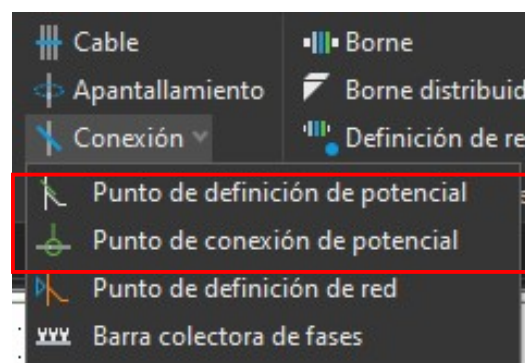 Cable
Borne
Apantallamiento
Borne distribuid
Conexión
Definición de re
Punto de definición de potencial
Punto de conexión de potencial
Punto de definición de red
Barra colectora de fases